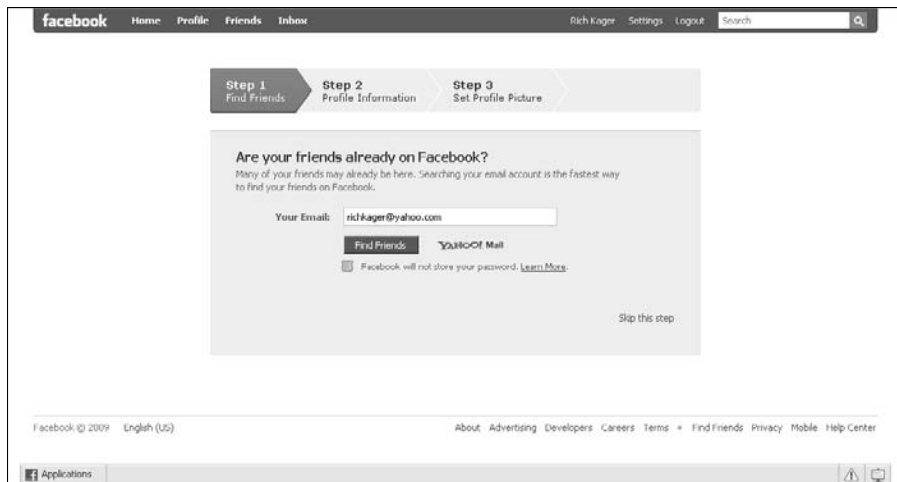 facebook Home Profile Friends Inbox Rich Kager Settings Logout Search
Step 1 Step 2 Step 3
Find Friends Profile Information Set Profile Picture
Are your friends already on Facebook?
Many of your friends may already be here. Searching your email account is the fastest way
to find your friends on Facebook.
Your Email: richkager@yahoo.com
Find Friends YAHOO! Mail
Facebook will not store your password. Learn More.
Skip this step
Facebook © 2009 English (US) About Advertising Developers Careers Terms • Find Friends Privacy Mobile Help Center
Applications